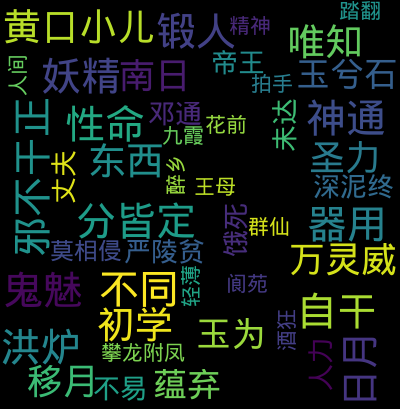 黄口小儿
锻人
精神
踏翻
唯知
人间
妖精
南日
帝王
拍手
玉兮石
邪不干正
性命
邓通
花前
未达
神通
九霞
丈夫
东西
醉乡
王母
圣力
深泥终
分皆定
饿死
群仙
器用
莫相侵
严陵贫
万灵威
鬼魅
不同
轻薄
阆苑
初学
玉为
酒狂
自干
洪炉
攀龙附凤
人力
日月
移月
不易
蕴弃